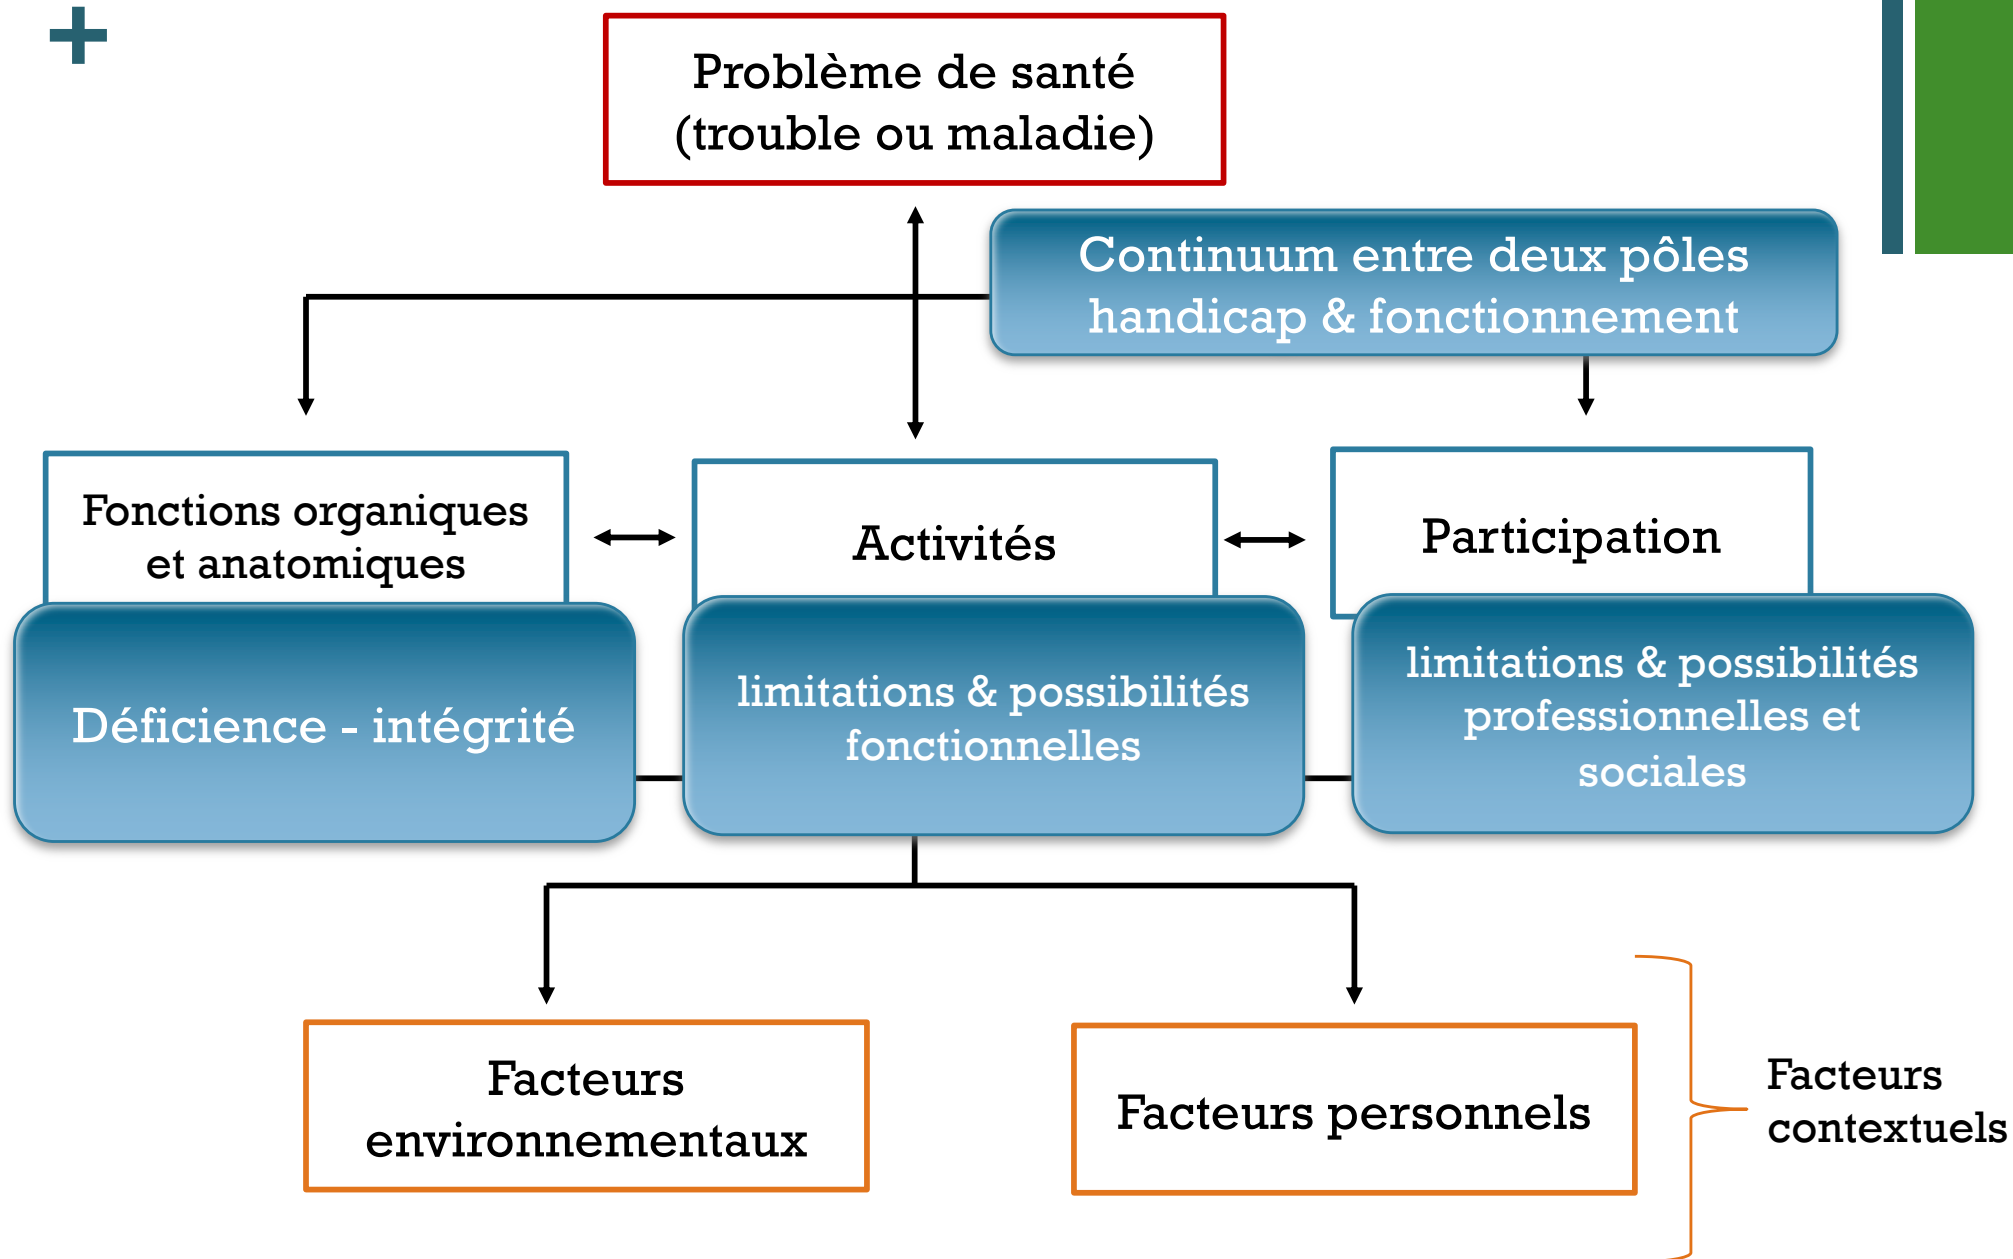 +
Problème de santé
(trouble ou maladie)
Continuum entre deux pôles
handicap & fonctionnement
Fonctions organiques
et anatomiques
Activités
Participation
Déficience - intégrité
limitations & possibilités
fonctionnelles
limitations & possibilités
professionnelles et
sociales
Facteurs
environnementaux
Facteurs personnels
Facteurs
contextuels